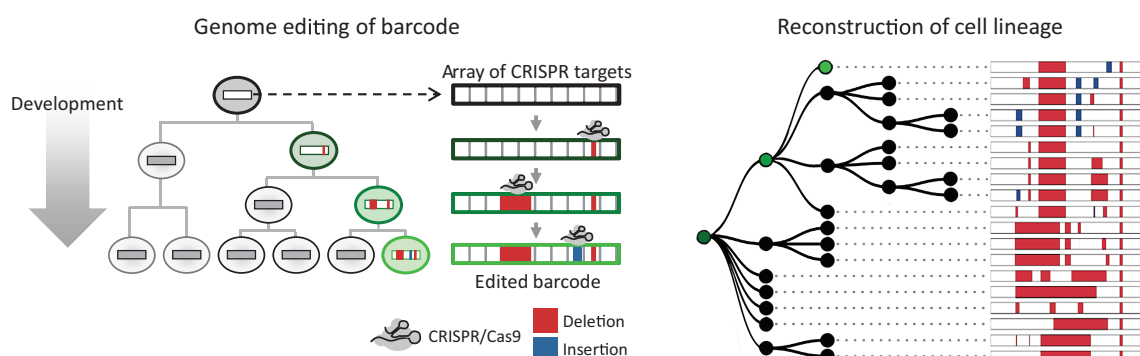 Genome editing of barcode
Reconstruction of cell lineage
Development
Array of CRISPR targets
Edited barcode
CRISPR/Cas9
Deletion
Insertion